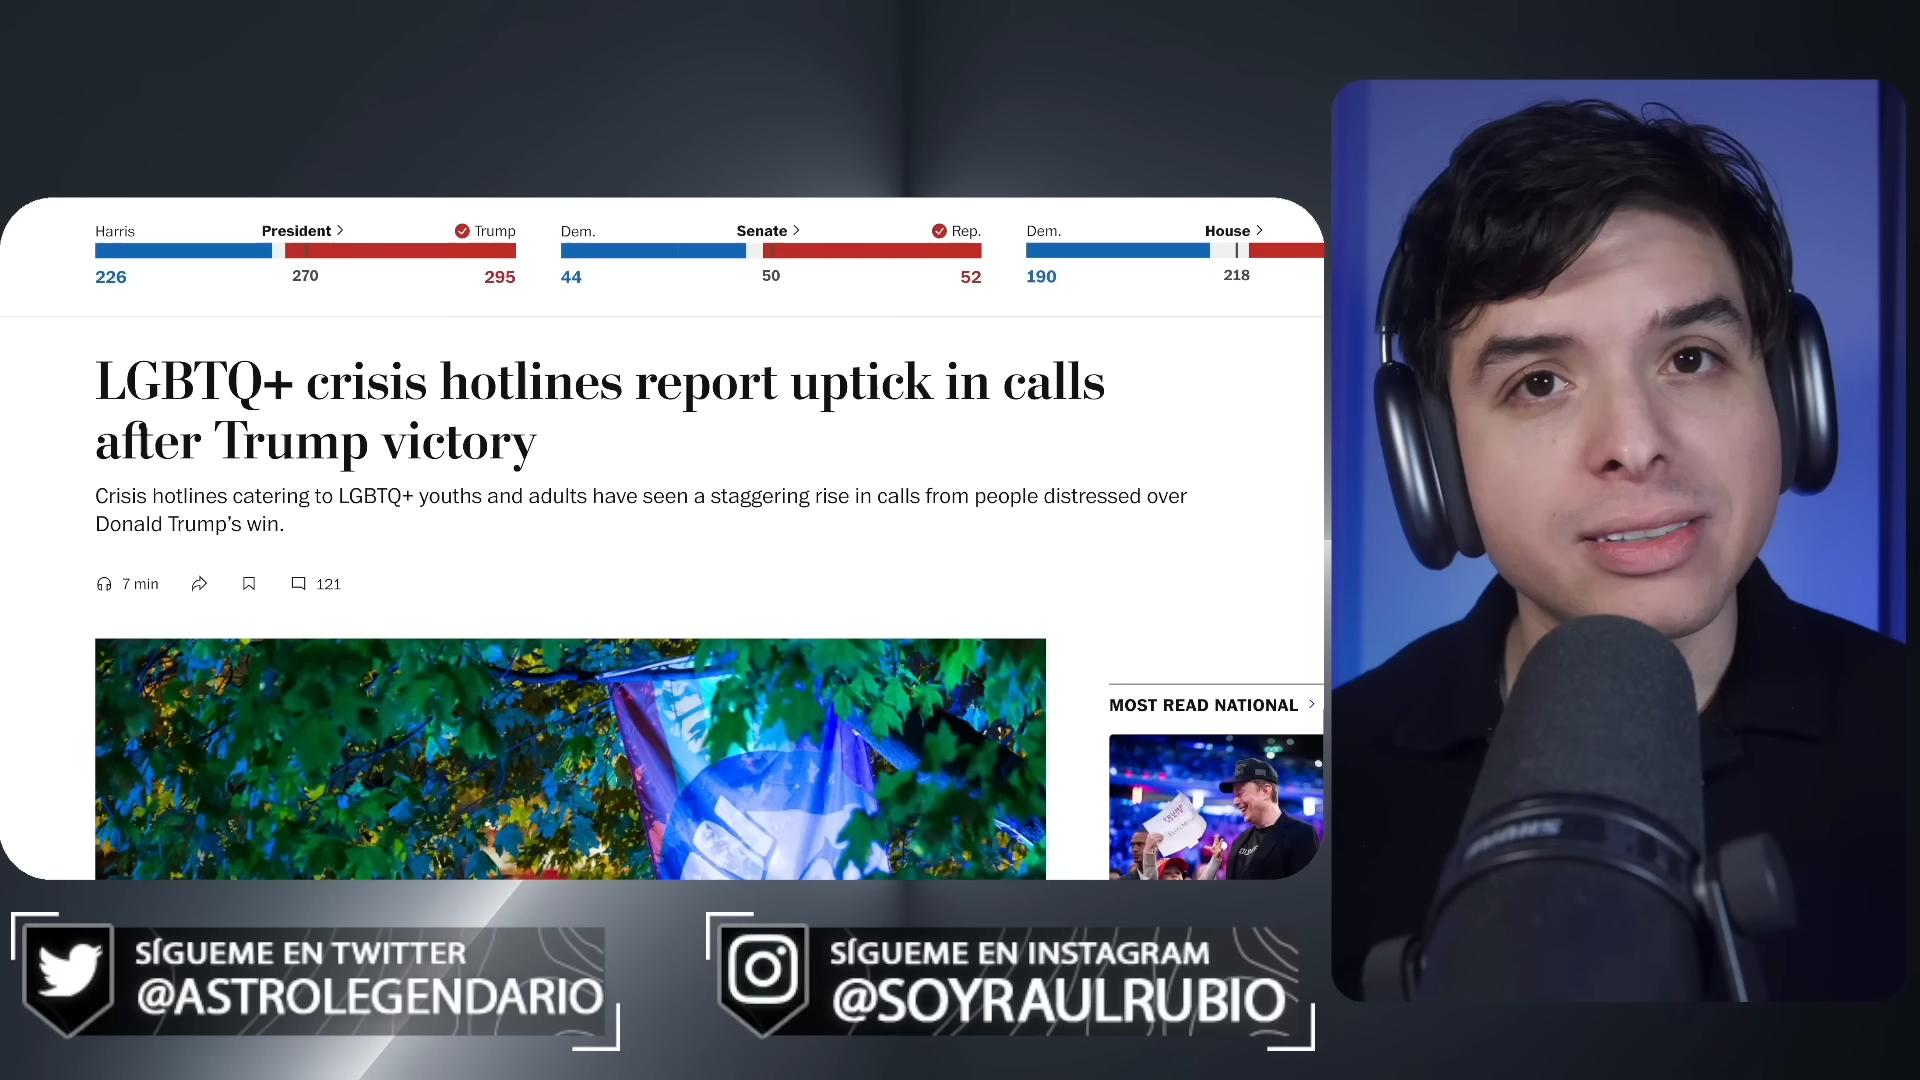 Harris President > Trump
226 270 295
Dem. Senate > Rep.
44 50 52
Dem. House >
190 218
LGBTQ+ crisis hotlines report uptick in calls
after Trump victory
Crisis hotlines catering to LGBTQ+ youths and adults have seen a staggering rise in calls from people distressed over
Donald Trump’s win.
7 min 121
MOST READ NATIONAL >
TRUMP
SÍGUEME EN TWITTER
@ASTROLEGENDARIO
SÍGUEME EN INSTAGRAM
@SOYRAULRUBIO